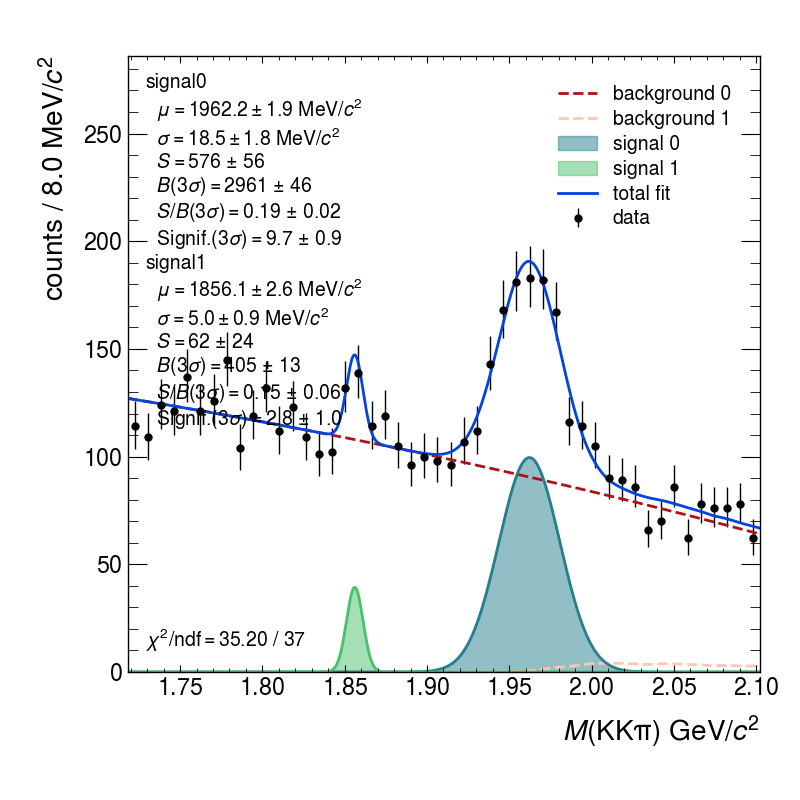 signal0
μ = 1962.2 ± 1.9 MeV/c²
σ = 18.5 ± 1.8 MeV/c²
S = 576 ± 56
B(3σ) = 2961 ± 46
S/B(3σ) = 0.19 ± 0.02
Signif.(3σ) = 9.7 ± 0.9
signal1
μ = 1856.1 ± 2.6 MeV/c²
σ = 5.0 ± 0.9 MeV/c²
S = 62 ± 24
B(3σ) = 405 ± 13
S/B(3σ) = 0.15 ± 0.06
Signif.(3σ) = 2.8 ± 1.0
background 0
background 1
signal 0
signal 1
total fit
data
counts / 8.0 MeV/c²
250
200
150
100
50
0
χ²/ndf = 35.20 / 37
1.75 1.80 1.85 1.90 1.95 2.00 2.05 2.10
M(KKπ) GeV/c²